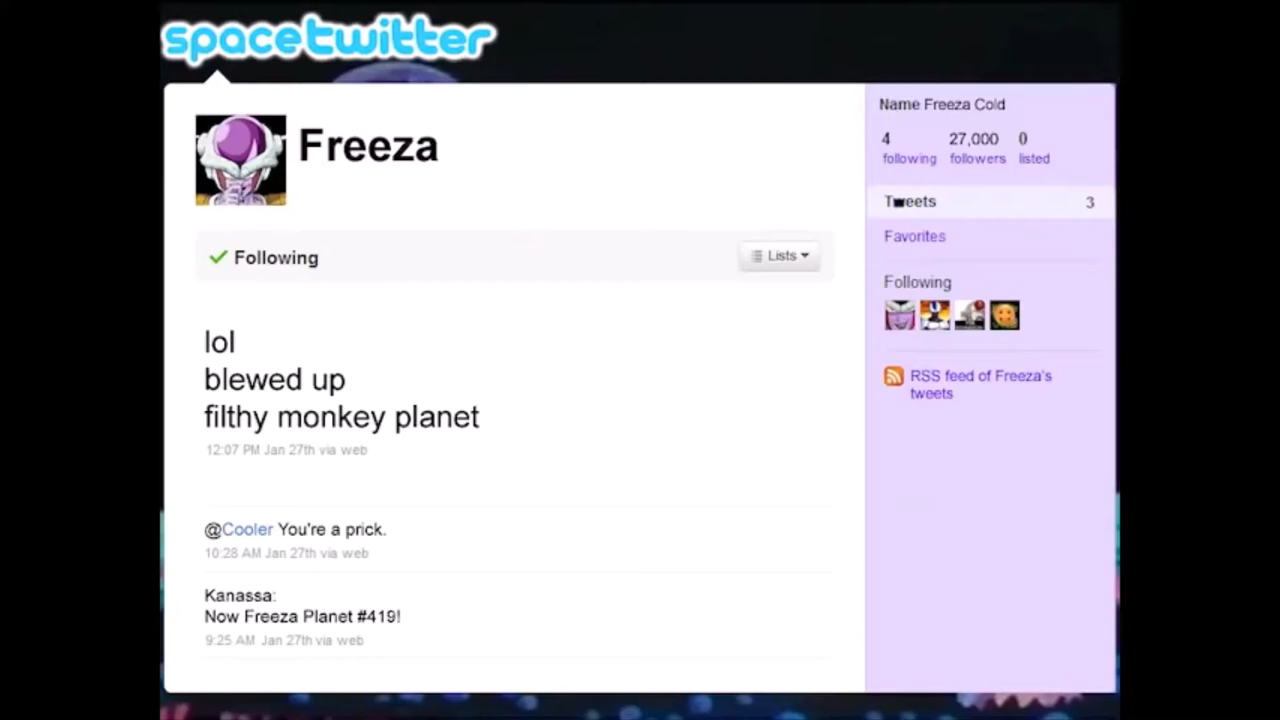 spacetwitter
Freeza
Following
Lists
lol
blewed up
filthy monkey planet
12:07 PM Jan 27th via web
@Cooler You're a prick.
10:28 AM Jan 27th via web
Kanassa:
Now Freeza Planet #419!
9:25 AM Jan 27th via web
Name Freeza Cold
4 27,000 0
following followers listed
Tweets 3
Favorites
Following
RSS feed of Freeza's
tweets